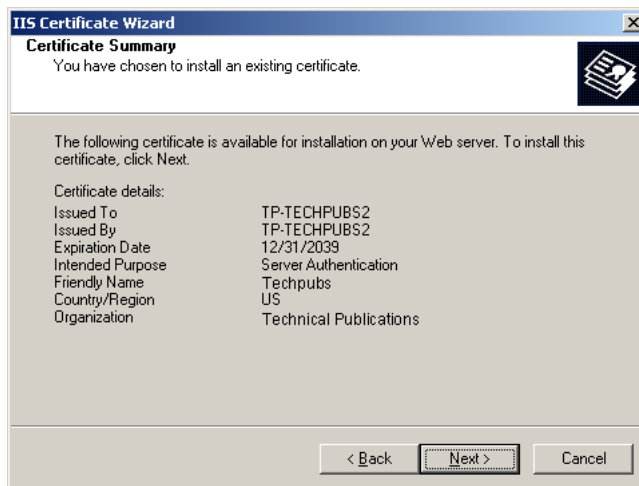 IIS Certificate Wizard
Certificate Summary
You have chosen to install an existing certificate.
The following certificate is available for installation on your Web server. To install this
certificate, click Next.
Certificate details:
Issued To TP-TECHPUBS2
Issued By TP-TECHPUBS2
Expiration Date 12/31/2039
Intended Purpose Server Authentication
Friendly Name Techpubs
Country/Region US
Organization Technical Publications
< Back Next > Cancel